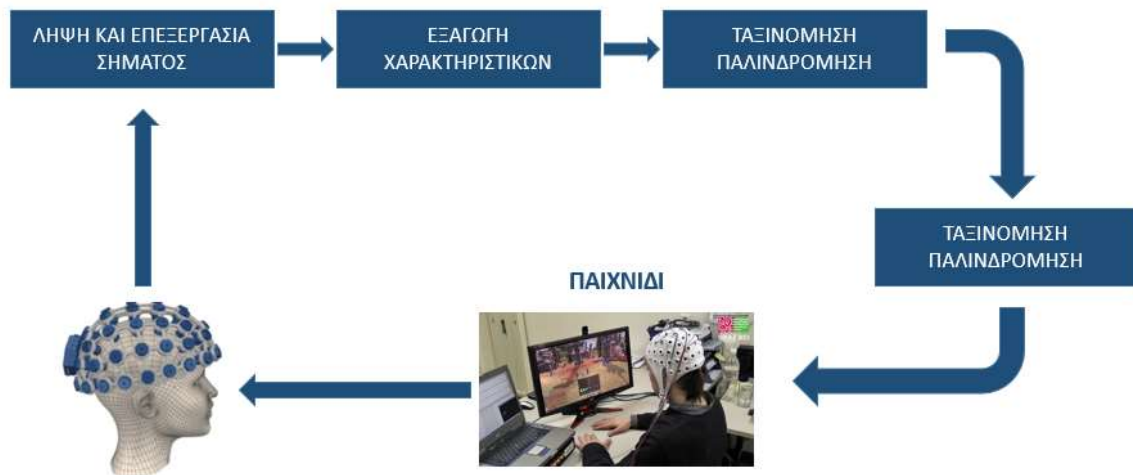 ΛΗΨΗ ΚΑΙ ΕΠΕΞΕΡΓΑΣΙΑ
ΣΗΜΑΤΟΣ
ΕΞΑΓΩΓΗ
ΧΑΡΑΚΤΗΡΙΣΤΙΚΩΝ
ΤΑΞΙΝΟΜΗΣΗ
ΠΑΛΙΝΔΡΟΜΗΣΗ
ΤΑΞΙΝΟΜΗΣΗ
ΠΑΛΙΝΔΡΟΜΗΣΗ
ΠΑΙΧΝΙΔΙ